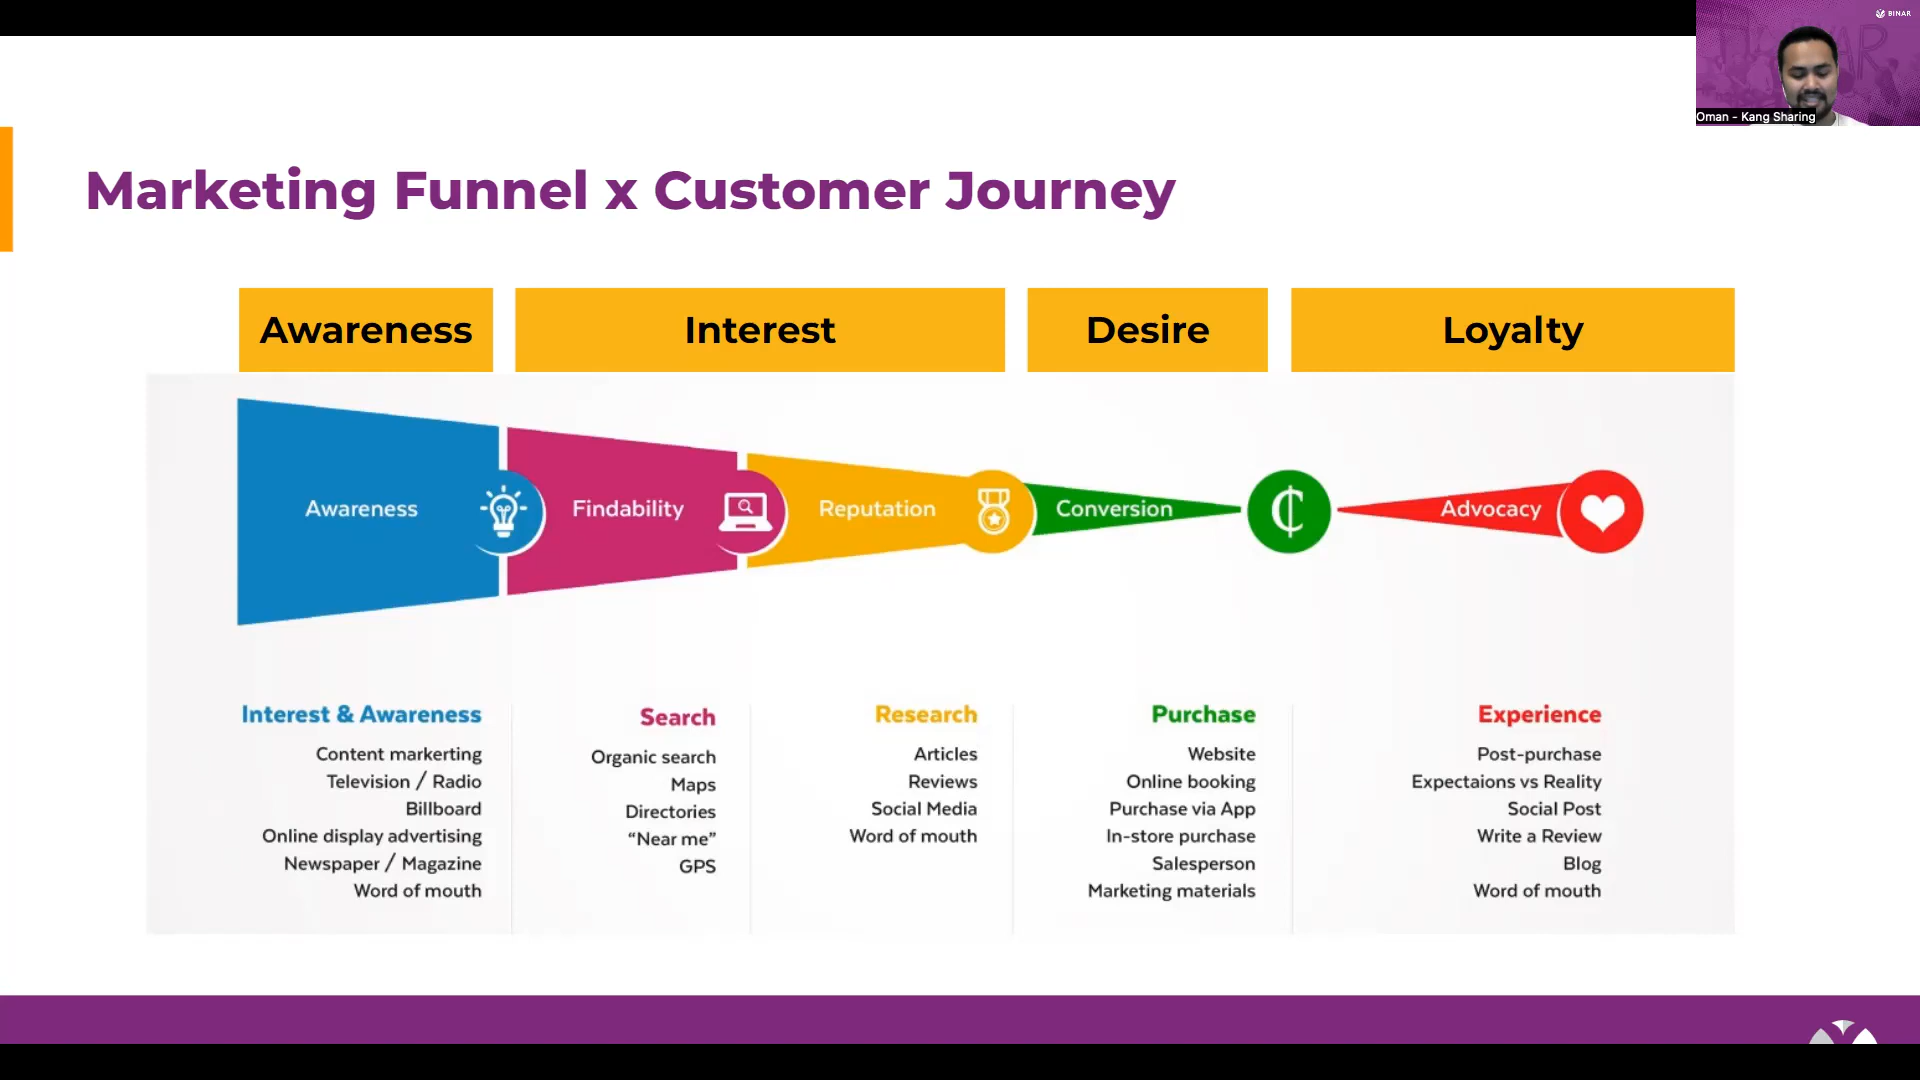 BINAR
Oman - Kang Sharing
Marketing Funnel x Customer Journey
Awareness
Interest
Desire
Loyalty
Awareness
Findability
Reputation
Conversion
Advocacy
Interest & Awareness
Content markerting
Television / Radio
Billboard
Online display advertising
Newspaper / Magazine
Word of mouth
Search
Organic search
Maps
Directories
“Near me”
GPS
Research
Articles
Reviews
Social Media
Word of mouth
Purchase
Website
Online booking
Purchase via App
In-store purchase
Salesperson
Marketing materials
Experience
Post-purchase
Expectaions vs Reality
Social Post
Write a Review
Blog
Word of mouth